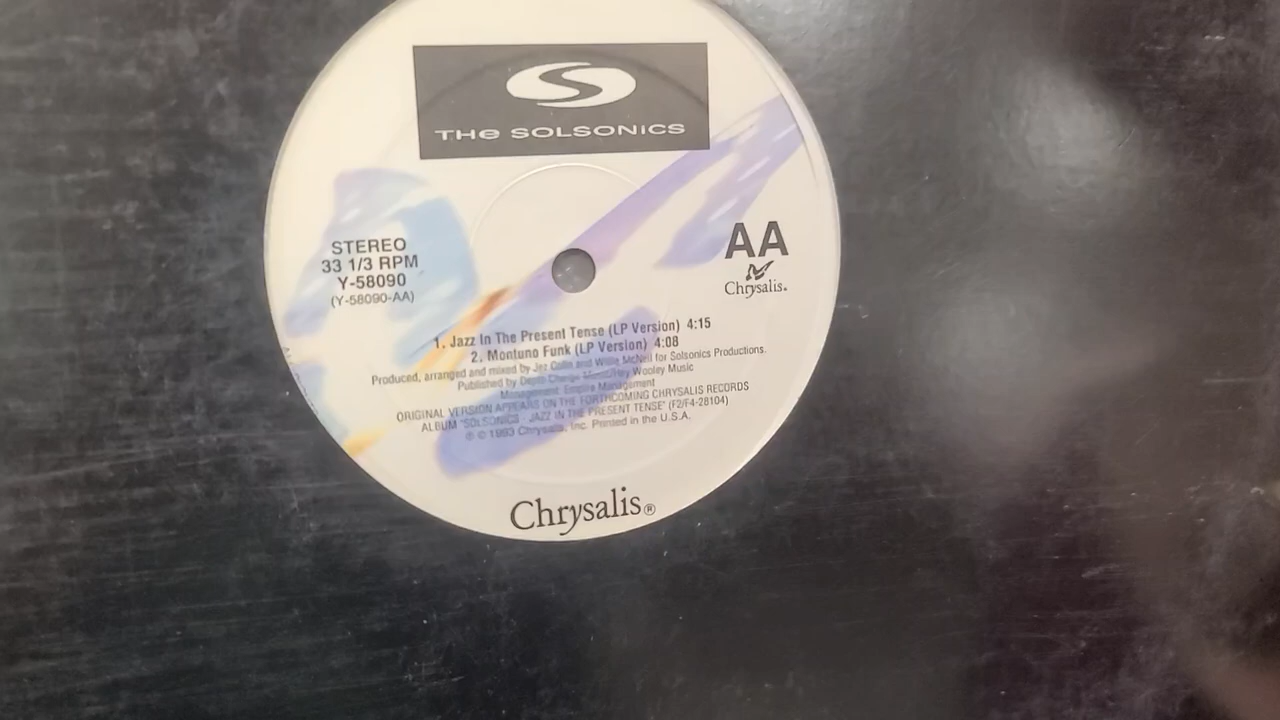 THE SOLSONICS
STEREO
33 1/3 RPM
Y-58090
(Y-58090-AA)
AA
Chrysalis.
1. Jazz In The Present Tense (LP Version) 4:15
2. Montuno Funk (LP Version) 4:08
Produced, arranged and mixed by Jez Colin and Willie McNeil for Solsonics Productions.
Published by Depth Charge Music/Hey Wooley Music
Management: Empire Management
ORIGINAL VERSION APPEARS ON THE FORTHCOMING CHRYSALIS RECORDS
ALBUM "SOLSONICS - JAZZ IN THE PRESENT TENSE" (F2/F4-28104)
℗ © 1993 Chrysalis, Inc. Printed in the U.S.A.
Chrysalis®